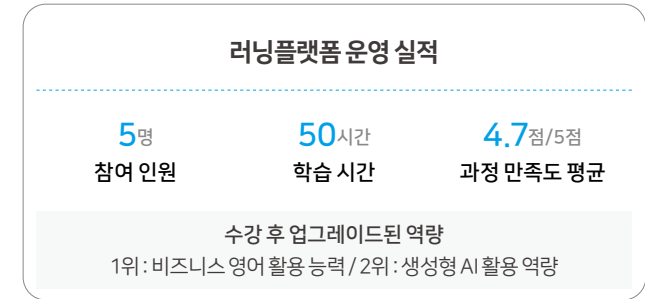 러닝플랫폼 운영 실적
5명 50시간 4.7점/5점
참여 인원 학습 시간 과정 만족도 평균
수강 후 업그레이드된 역량
1위 : 비즈니스 영어 활용 능력 / 2위 : 생성형 AI 활용 역량